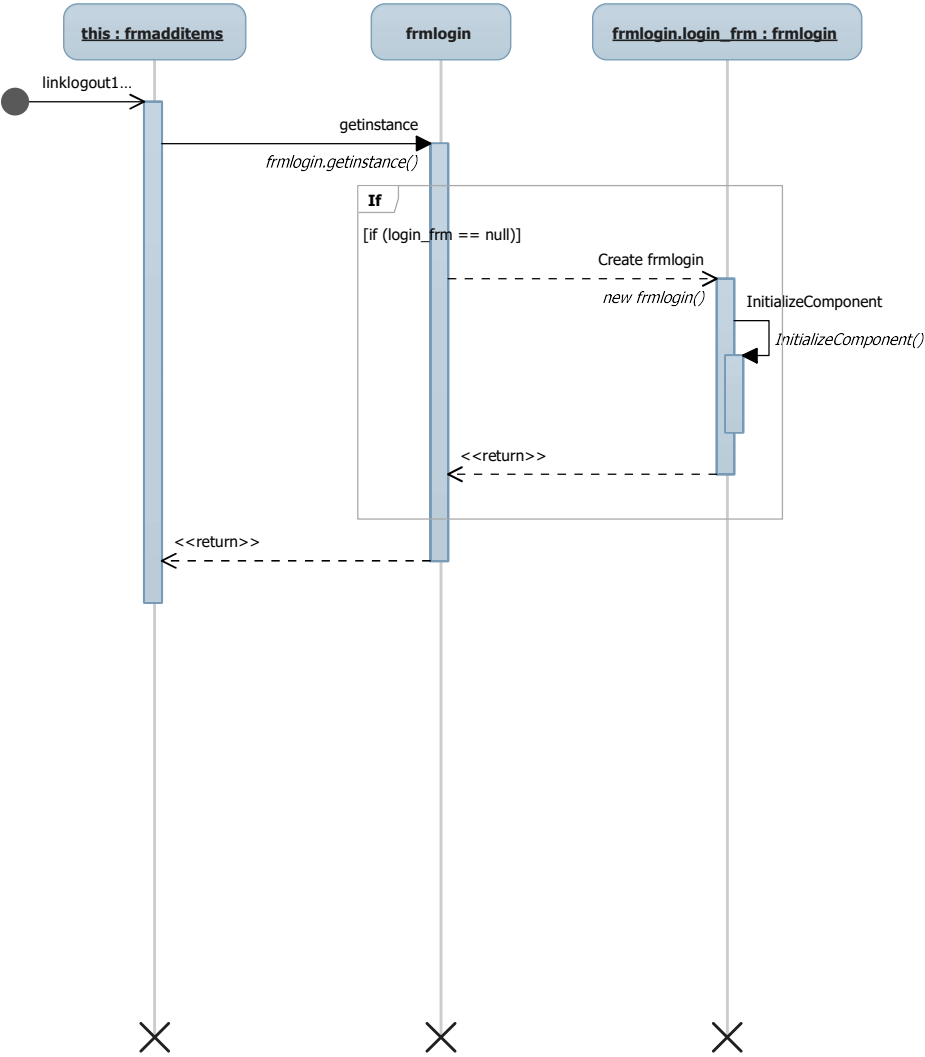 this : frmadditems
frmlogin
frmlogin.login_frm : frmlogin
linklogout1...
getinstance
frmlogin.getinstance()
If
[if (login_frm == null)]
Create frmlogin
new frmlogin()
InitializeComponent
InitializeComponent()
<<return>>
<<return>>